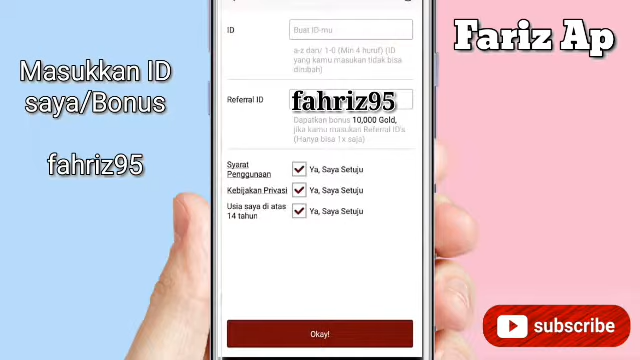 Fariz Ap
Masukkan ID
saya/Bonus
fahriz95
ID
Buat ID-mu
a-z dan/ 1-0 (Min 4 huruf) (ID
yang kamu masukan tidak bisa
dirubah)
Referral ID
fahriz95
Dapatkan bonus 10,000 Gold,
jika kamu masukan Referral ID's
(Hanya bisa 1x saja)
Syarat
Penggunaan
Ya, Saya Setuju
Kebijakan Privasi
Ya, Saya Setuju
Usia saya di atas
14 tahun
Ya, Saya Setuju
Okay!
subscribe